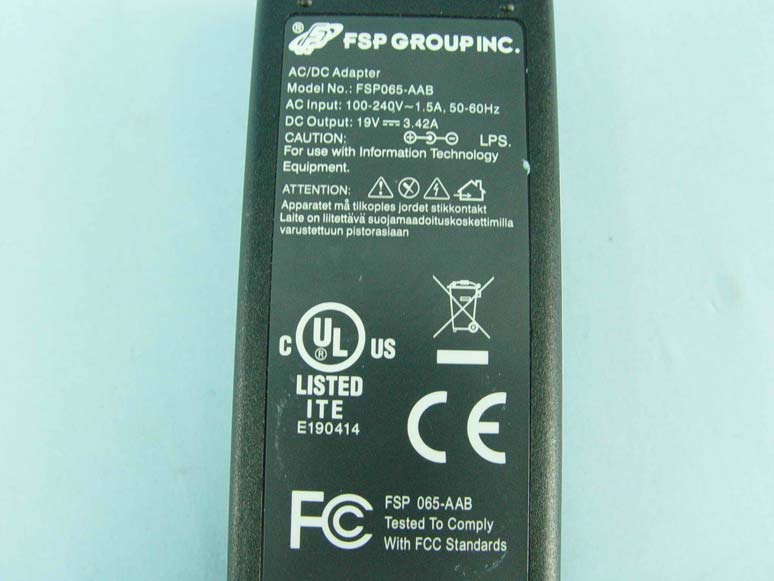 ® FSP GROUP INC.
AC/DC Adapter
Model No.: FSP065-AAB
AC Input: 100-240V~1.5A, 50-60Hz
DC Output: 19V⎓3.42A
CAUTION: LPS.
For use with Information Technology
Equipment.
ATTENTION:
Apparatet må tilkoples jordet stikkontakt
Laite on liitettävä suojamaadoituskoskettimilla
varustettuun pistorasiaan
C UL ® US
LISTED
ITE
E190414
CE
FC FSP 065-AAB
Tested To Comply
With FCC Standards